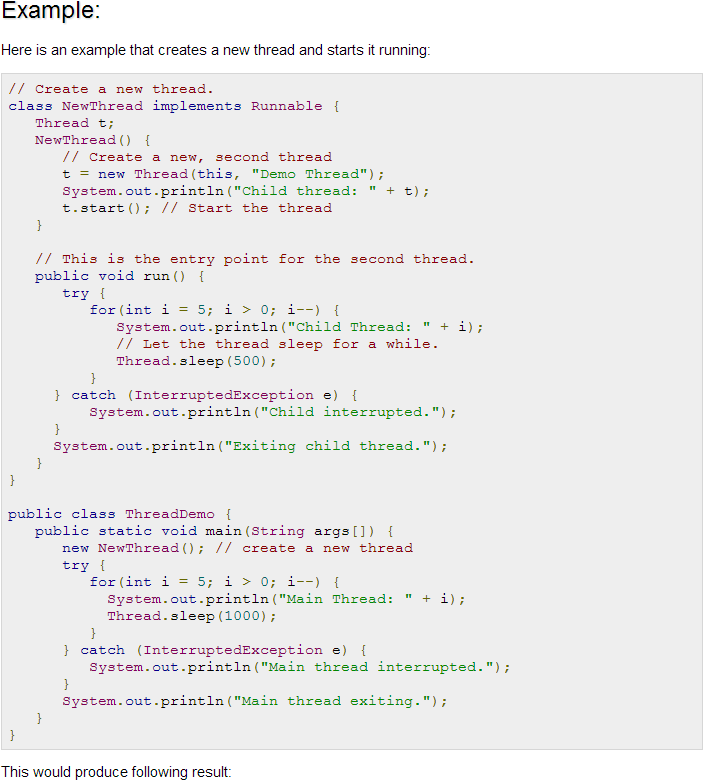 Example:
Here is an example that creates a new thread and starts it running:
// Create a new thread.
class NewThread implements Runnable {
   Thread t;
   NewThread() {
      // Create a new, second thread
      t = new Thread(this, "Demo Thread");
      System.out.println("Child thread: " + t);
      t.start(); // Start the thread
   }

   // This is the entry point for the second thread.
   public void run() {
      try {
         for(int i = 5; i > 0; i--) {
            System.out.println("Child Thread: " + i);
            // Let the thread sleep for a while.
            Thread.sleep(500);
         }
     } catch (InterruptedException e) {
         System.out.println("Child interrupted.");
     }
     System.out.println("Exiting child thread.");
   }
}

public class ThreadDemo {
   public static void main(String args[]) {
      new NewThread(); // create a new thread
      try {
         for(int i = 5; i > 0; i--) {
           System.out.println("Main Thread: " + i);
           Thread.sleep(1000);
         }
      } catch (InterruptedException e) {
         System.out.println("Main thread interrupted.");
      }
      System.out.println("Main thread exiting.");
   }
}
This would produce following result: